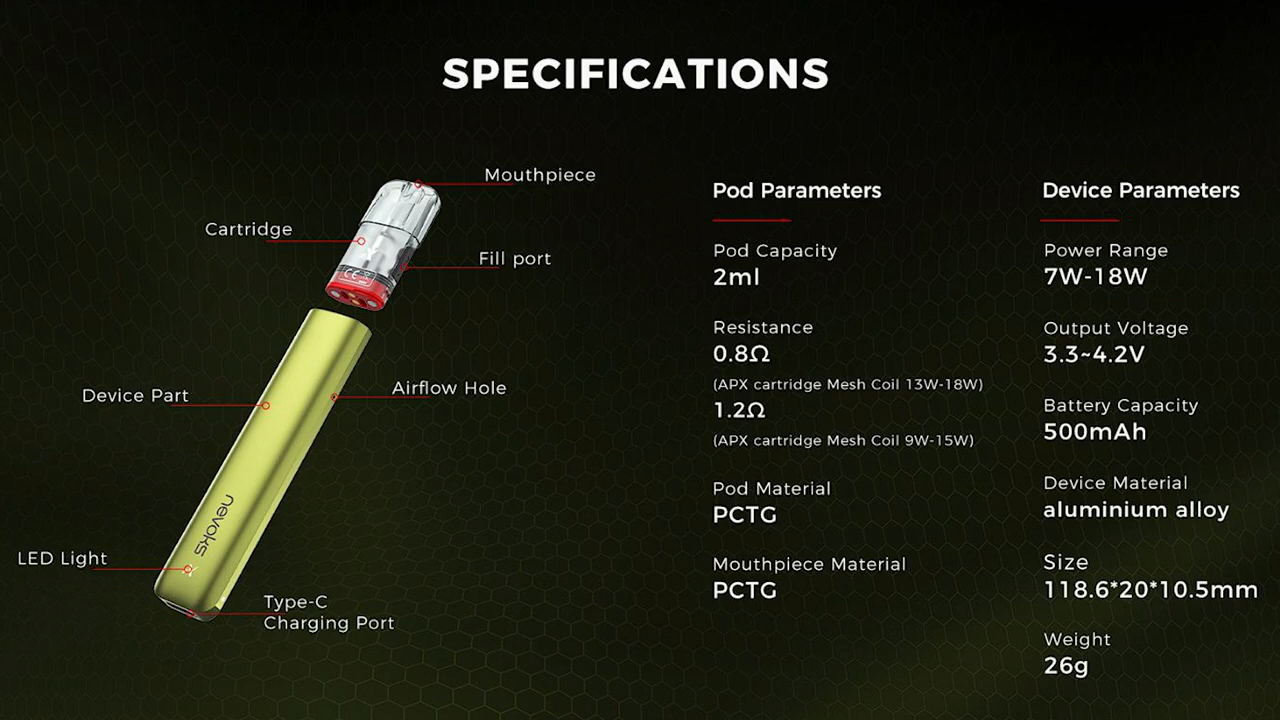 SPECIFICATIONS
Mouthpiece
Cartridge
Fill port
CE
Device Part
Airflow Hole
nevoks
LED Light
Type-C
Charging Port
Pod Parameters
Pod Capacity
2ml
Resistance
0.8Ω
(APX cartridge Mesh Coil 13W-18W)
1.2Ω
(APX cartridge Mesh Coil 9W-15W)
Pod Material
PCTG
Mouthpiece Material
PCTG
Device Parameters
Power Range
7W-18W
Output Voltage
3.3~4.2V
Battery Capacity
500mAh
Device Material
aluminium alloy
Size
118.6*20*10.5mm
Weight
26g